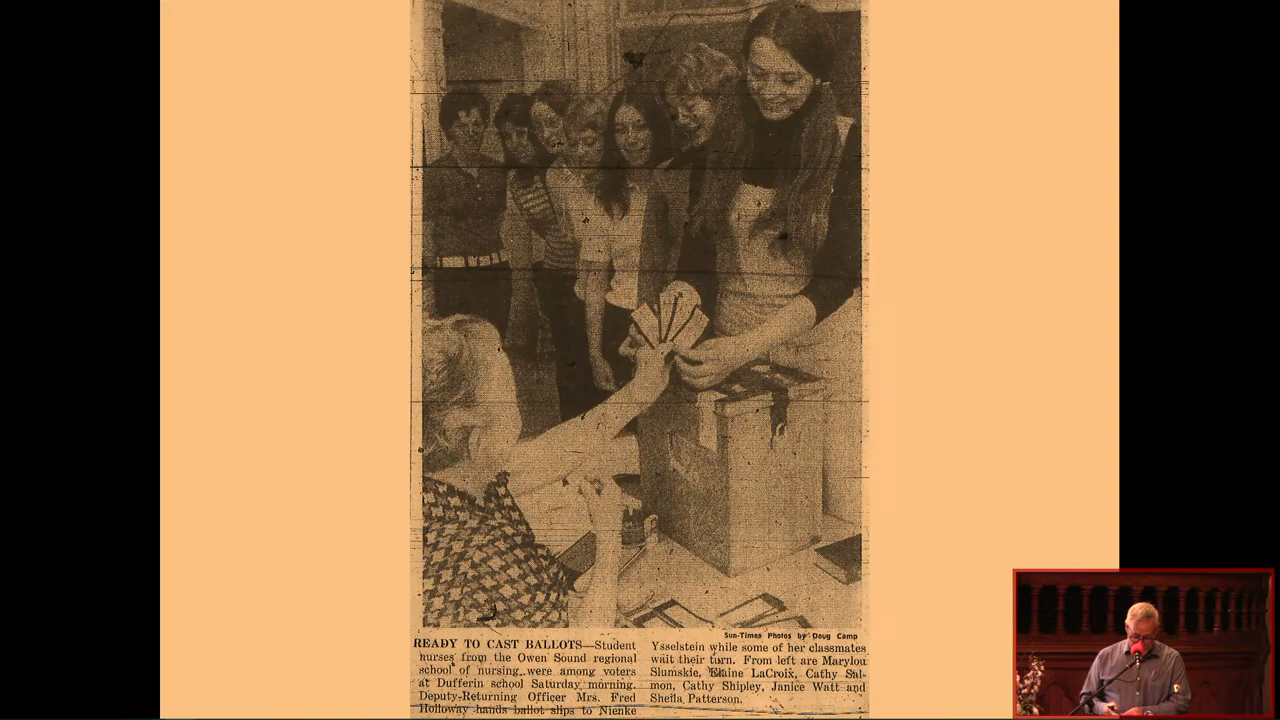 Sun-Times Photos by Doug Camp
READY TO CAST BALLOTS—Student
nurses from the Owen Sound regional
school of nursing were among voters
at Dufferin school Saturday morning.
Deputy-Returning Officer Mrs. Fred
Holloway hands ballot slips to Nienke
Ysselstein while some of her classmates
wait their turn. From left are Marylou
Slumskie, Elaine LaCroix, Cathy Sal-
mon, Cathy Shipley, Janice Watt and
Sheila Patterson.